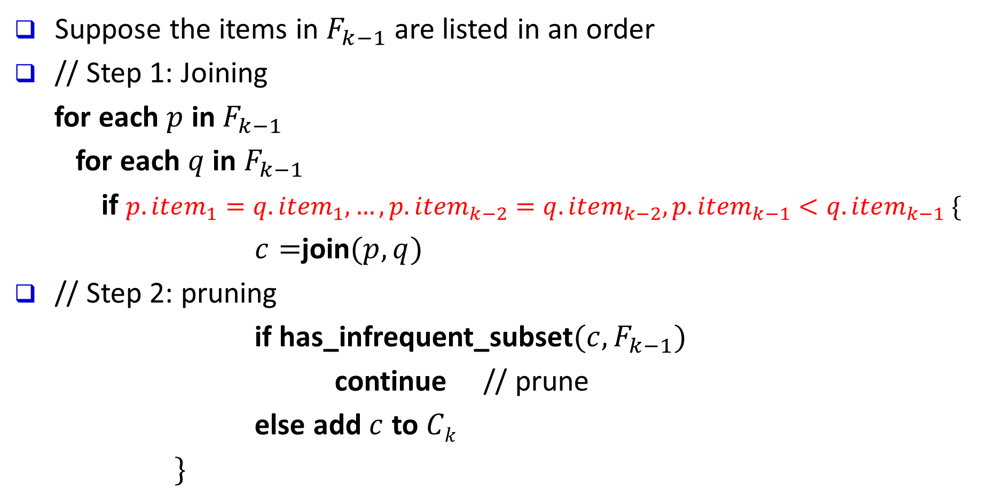 ❑ Suppose the items in F_{k−1} are listed in an order
❑ // Step 1: Joining
for each p in F_{k−1}
for each q in F_{k−1}
if p.item_1 = q.item_1, …, p.item_{k−2} = q.item_{k−2}, p.item_{k−1} < q.item_{k−1} {
c =join(p, q)
❑ // Step 2: pruning
if has_infrequent_subset(c, F_{k−1})
continue // prune
else add c to C_k
}